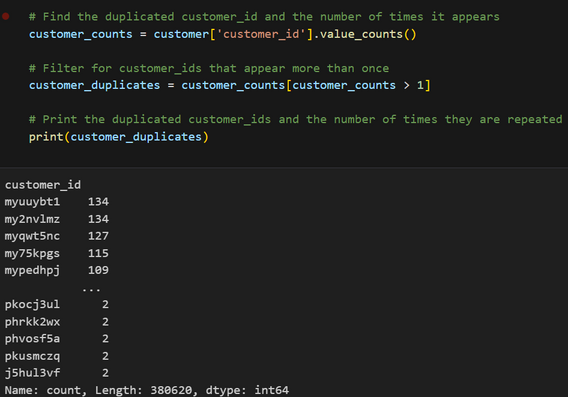 # Find the duplicated customer_id and the number of times it appears
customer_counts = customer['customer_id'].value_counts()
# Filter for customer_ids that appear more than once
customer_duplicates = customer_counts[customer_counts > 1]
# Print the duplicated customer_ids and the number of times they are repeated
print(customer_duplicates)
customer_id
myuuybt1 134
my2nvlmz 134
myqwt5nc 127
my75kpgs 115
mypedhpj 109
...
pkocj3ul 2
phrkk2wx 2
phvosf5a 2
pkusmczq 2
j5hul3vf 2
Name: count, Length: 380620, dtype: int64